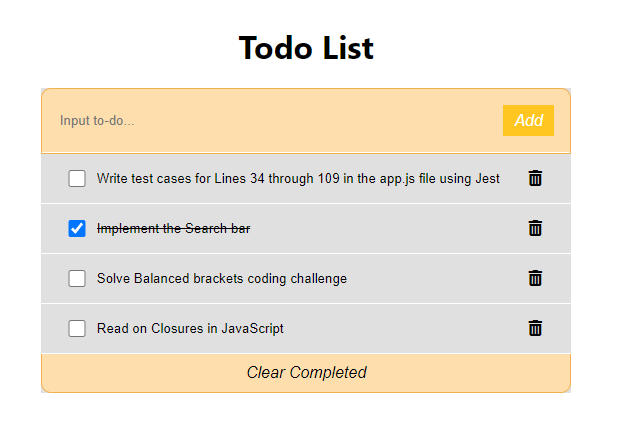 Todo List
Input to-do...
Add
Write test cases for Lines 34 through 109 in the app.js file using Jest
Implement the Search bar
Solve Balanced brackets coding challenge
Read on Closures in JavaScript
Clear Completed